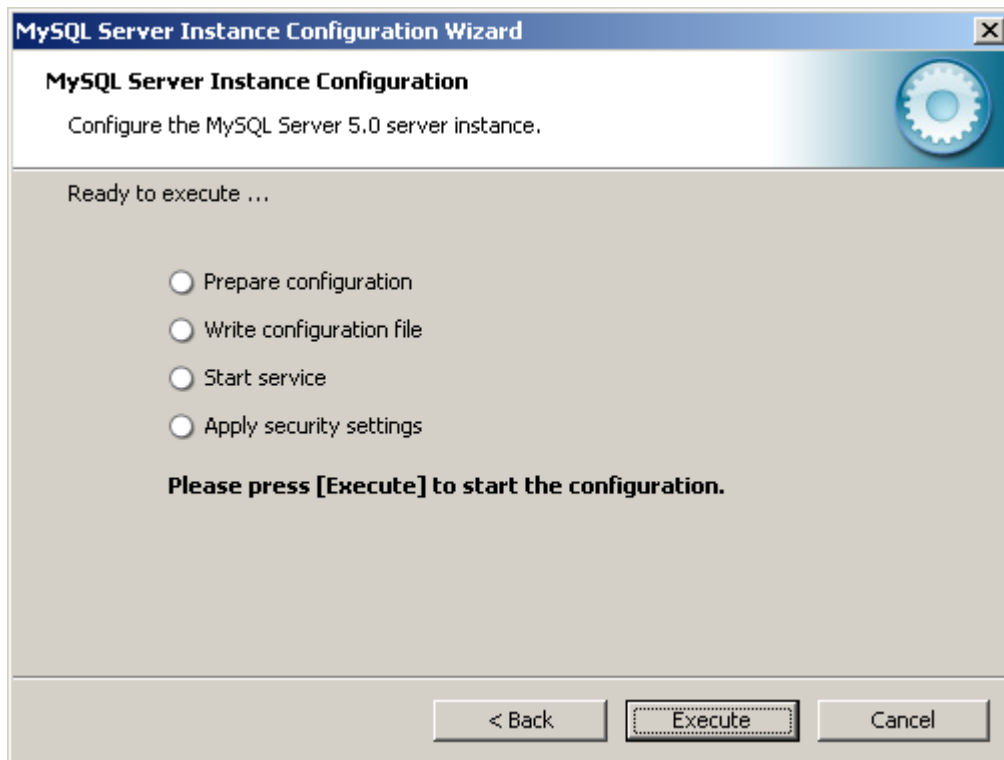 MySQL Server Instance Configuration Wizard
MySQL Server Instance Configuration
Configure the MySQL Server 5.0 server instance.
Ready to execute ...
Prepare configuration
Write configuration file
Start service
Apply security settings
Please press [Execute] to start the configuration.
< Back Execute Cancel